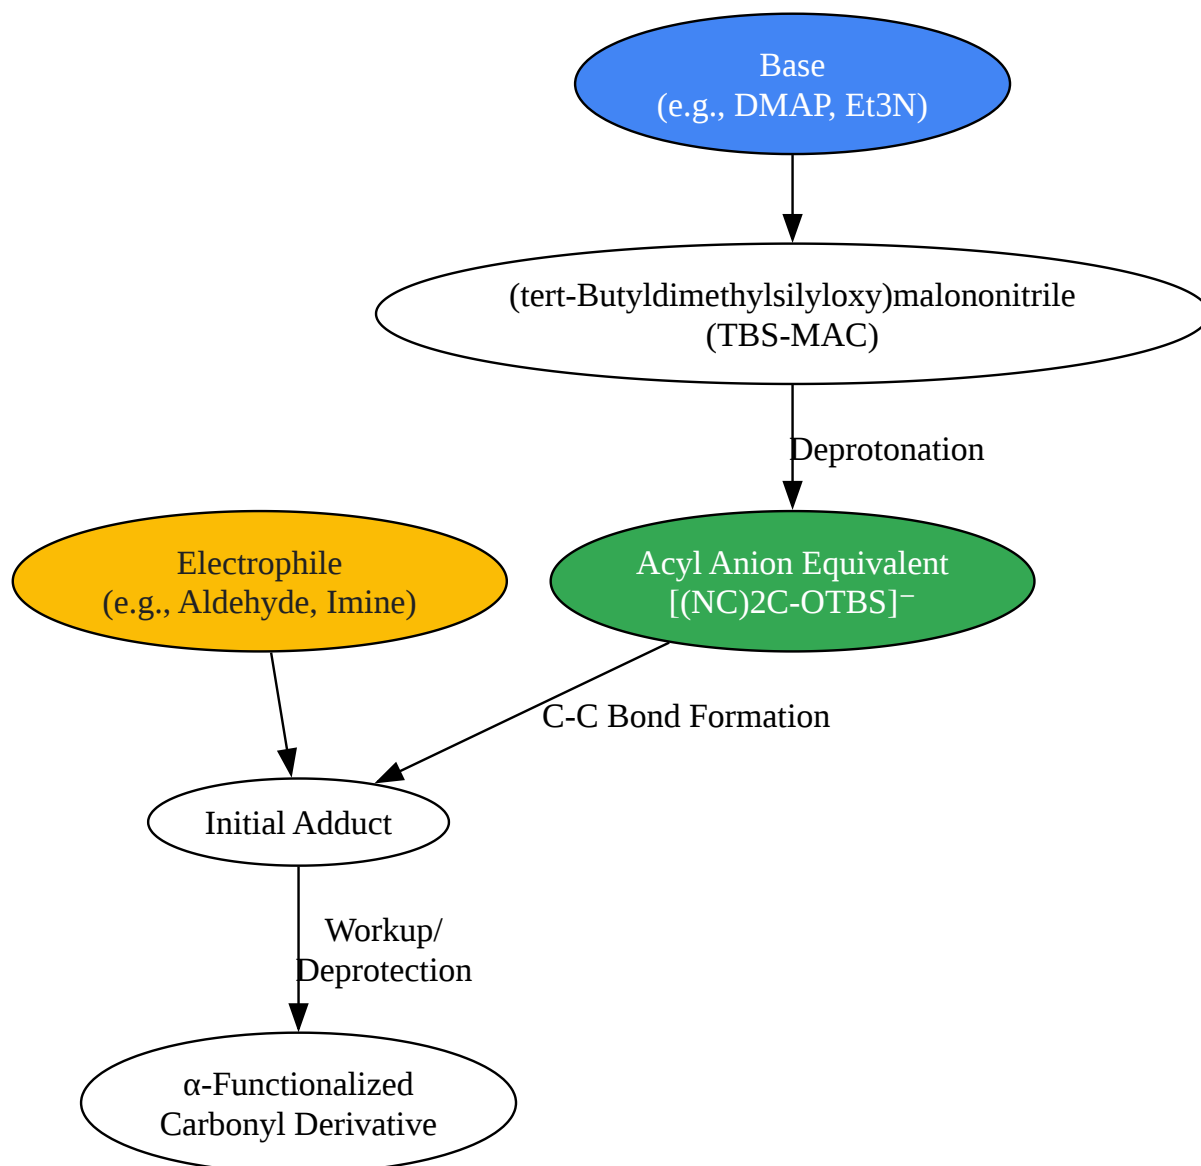 Base
(e.g., DMAP, Et3N)
(tert-Butyldimethylsilyloxy)malononitrile
(TBS-MAC)
Deprotonation
Electrophile
(e.g., Aldehyde, Imine)
Acyl Anion Equivalent
[(NC)2C-OTBS]⁻
C-C Bond Formation
Initial Adduct
Workup/
Deprotection
α-Functionalized
Carbonyl Derivative